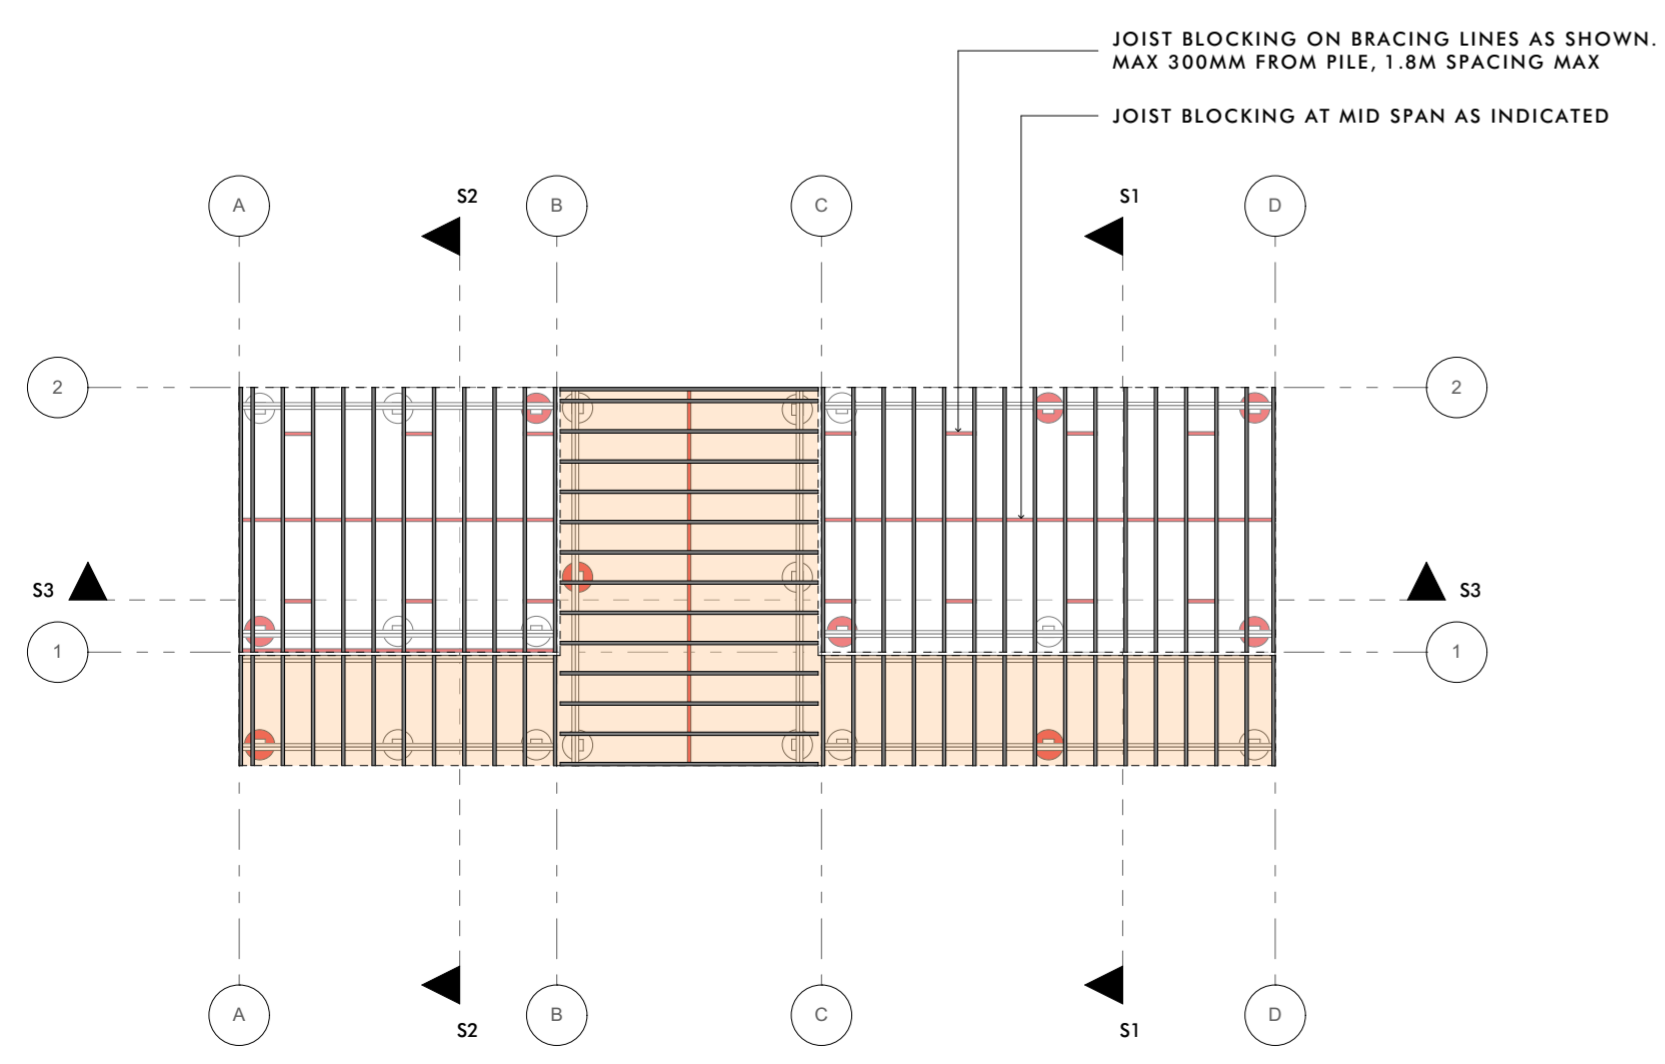 JOIST BLOCKING ON BRACING LINES AS SHOWN.
MAX 300MM FROM PILE, 1.8M SPACING MAX
JOIST BLOCKING AT MID SPAN AS INDICATED
S2
S1
A
B
C
D
2
2
S3
S3
1
1
A
B
C
D
S2
S1